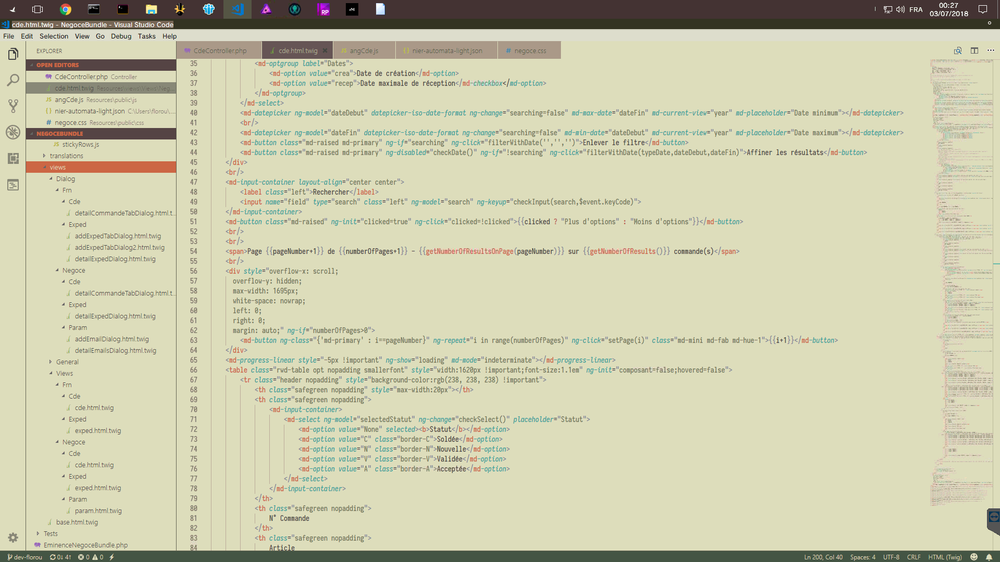 RP
rM
FRA
00:27
03/07/2018
cde.html.twig - NegoceBundle - Visual Studio Code
File Edit Selection View Go Debug Tasks Help
EXPLORER
OPEN EDITORS
CdeController.php Controller
cde.html.twig Resources\views\Views\Neg...
JS angCde.js Resources\public\js
{} nier-automata-light.json C:\Users\florou\....
# negoce.css Resources\public\css
NEGOCEBUNDLE
JS stickyRows.js
translations
views
Dialog
Frn
Cde
detailCommandeTabDialog.html.t...
Exped
addExpedTabDialog.html.twig
addExpedTabDialog2.html.twig
detailExpedDialog.html.twig
Negoce
Cde
detailCommandeTabDialog.html.t...
Exped
detailExpedDialog.html.twig
Param
addEmailDialog.html.twig
detailEmailsDialog.html.twig
General
Views
Frn
Cde
cde.html.twig
Exped
exped.html.twig
Negoce
Cde
cde.html.twig
Exped
exped.html.twig
Param
param.html.twig
base.html.twig
Tests
EminenceNegoceBundle.php
CdeController.php cde.html.twig JS angCde.js {} nier-automata-light.json # negoce.css
35 <md-optgroup label="Dates">
36 <md-option value="crea">Date de création</md-option>
37 <md-option value="recep">Date maximale de réception</md-checkbox</md-option>
38 </md-optgroup>
39 </md-select>
40 <md-datepicker ng-model="dateDebut" datepicker-iso-date-format ng-change="searching=false" md-max-date="dateFin" md-current-view="year" md-placeholder="Date minimum"></md-datepicker>
41 <br/>
42 <md-datepicker ng-model="dateFin" datepicker-iso-date-format ng-change="searching=false" md-min-date="dateDebut" md-current-view="year" md-placeholder="Date maximum"></md-datepicker>
43 <md-button class="md-raised md-primary" ng-if="searching" ng-click="filterWithDate('','','')">Enlever le filtre</md-button>
44 <md-button class="md-raised md-primary" ng-disabled="checkDate()" ng-if="!searching" ng-click="filterWithDate(typeDate,dateDebut,dateFin)">Affiner les résultats</md-button>
45 </div>
46 <br/>
47 <md-input-container layout-align="center center">
48 <label class="left">Rechercher</label>
49 <input name="field" type="search" class="left" ng-model="search" ng-keyup="checkInput(search,$event.keyCode)">
50 </md-input-container>
51 <md-button class="md-raised" ng-init="clicked=true" ng-click="clicked=!clicked">{{clicked ? "Plus d'options" : "Moins d'options"}}</md-button>
52 <br/>
53 <br/>
54 <span>Page {{pageNumber+1}} de {{numberOfPages+1}} - {{getNumberOfResultsOnPage(pageNumber)}} sur {{getNumberOfResults()}} commande(s)</span>
55 <br/>
56 <div style="overflow-x: scroll;
57 overflow-y: hidden;
58 max-width: 1695px;
59 white-space: nowrap;
60 left: 0;
61 right: 0;
62 margin: auto;" ng-if="numberOfPages>0">
63 <md-button ng-class="{'md-primary' : i==pageNumber}" ng-repeat="i in range(numberOfPages)" ng-click="setPage(i)" class="md-mini md-fab md-hue-1">{{i+1}}</md-button>
64 </div>
65 <md-progress-linear style="-5px !important" ng-show="loading" md-mode="indeterminate"></md-progress-linear>
66 <table class="rwd-table opt nopadding smallerfont" style="width:1620px !important;font-size:1.1em" ng-init="composant=false;hovered=false">
67 <tr class="header nopadding" style="background-color:rgb(238, 238, 238) !important">
68 <th class="safegreen nopadding" style="max-width:20px"></th>
69 <th class="safegreen nopadding">
70 <md-input-container>
71 <md-select ng-model="selectedStatut" ng-change="checkSelect()" placeholder="Statut">
72 <md-option value="None" selected><b>Statut</b></md-option>
73 <md-option value="C" class="border-C">Soldée</md-option>
74 <md-option value="N" class="border-N">Nouvelle</md-option>
75 <md-option value="V" class="border-V">Validée</md-option>
76 <md-option value="A" class="border-A">Acceptée</md-option>
77 </md-select>
78 </md-input-container>
79 </th>
80 <th class="safegreen nopadding">
81 N° Commande
82 </th>
83 <th class="safegreen nopadding">
84 Article
dev-florou 0↓ 4↑ 0 0 Ln 200, Col 40 Spaces: 4 UTF-8 CRLF HTML (Twig)